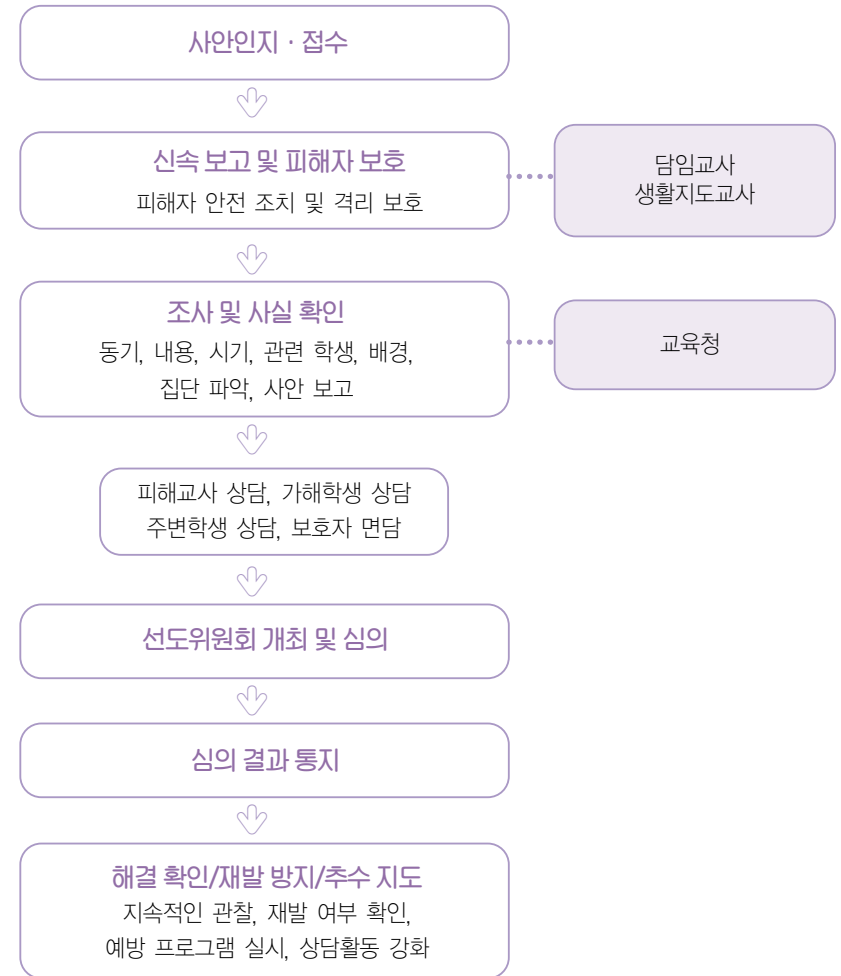 사안인지 · 접수
신속 보고 및 피해자 보호
피해자 안전 조치 및 격리 보호
담임교사
생활지도교사
조사 및 사실 확인
동기, 내용, 시기, 관련 학생, 배경,
집단 파악, 사안 보고
교육청
피해교사 상담, 가해학생 상담
주변학생 상담, 보호자 면담
선도위원회 개최 및 심의
심의 결과 통지
해결 확인/재발 방지/추수 지도
지속적인 관찰, 재발 여부 확인,
예방 프로그램 실시, 상담활동 강화